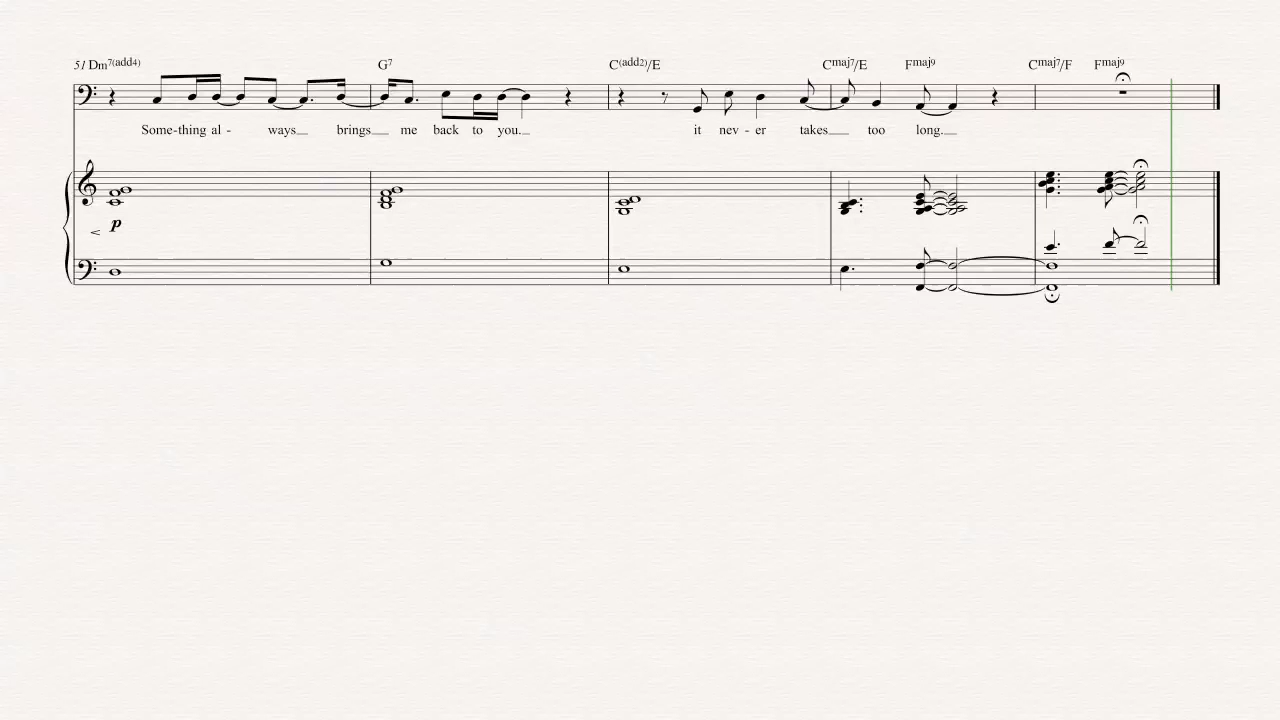 51 Dm7(add4) G7 C(add2)/E Cmaj7/E Fmaj9 Cmaj7/F Fmaj9
Some-thing al - ways brings me back to you. it nev - er takes too long.
p